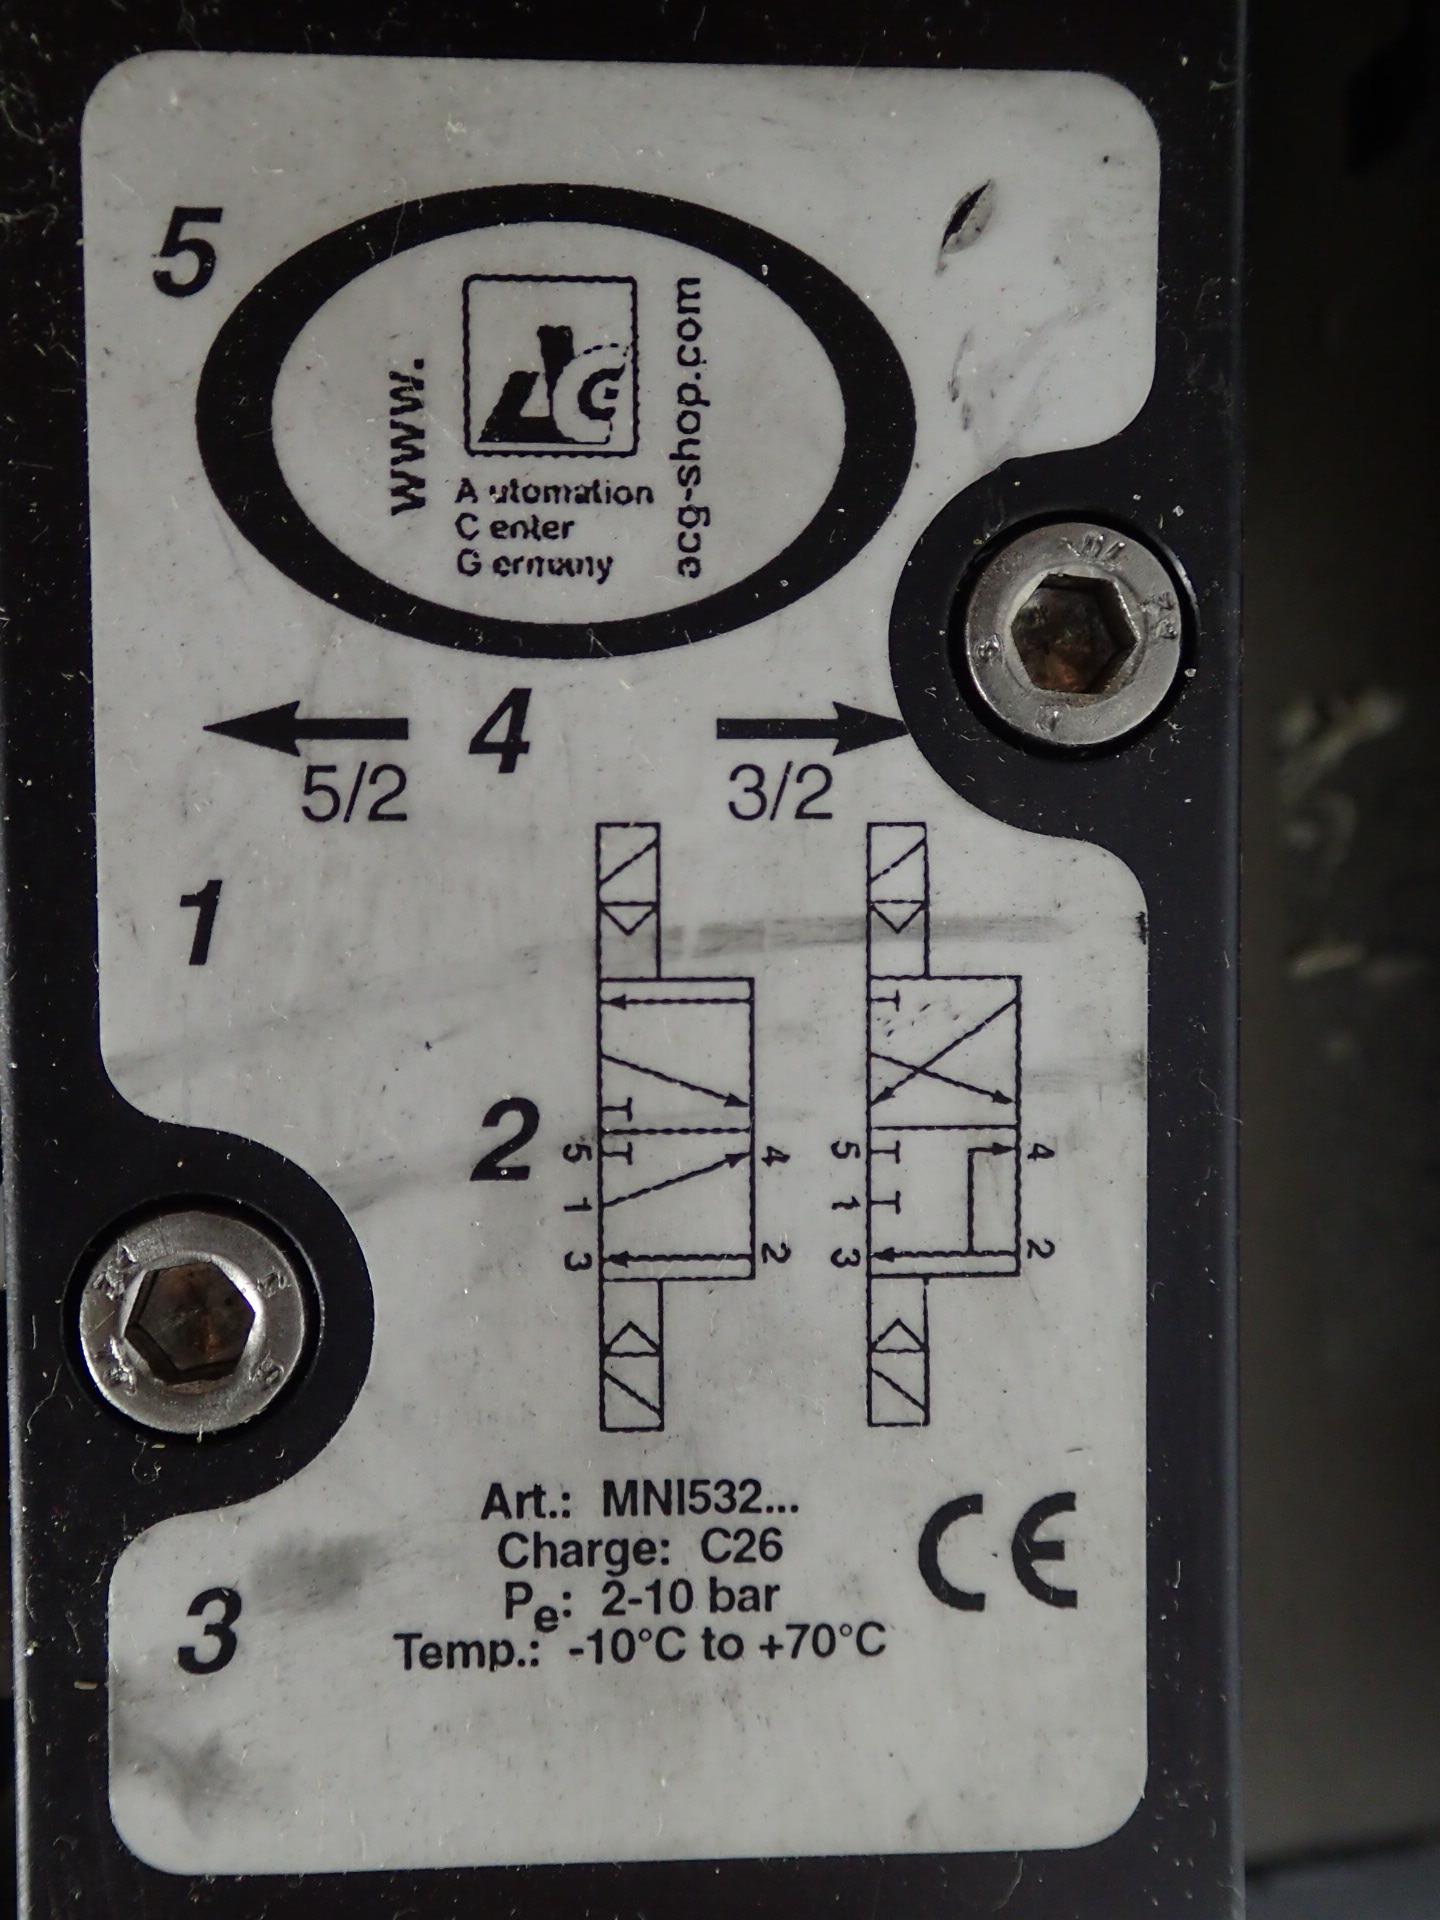 5
www.
acg-shop.com
ACG
Automation
Center
Germany
4
5/2
3/2
1
2
5
1
3
4
2
5
1
3
4
2
Art.: MNI532...
Charge: C26
Pe: 2-10 bar
Temp.: -10°C to +70°C
CE
3